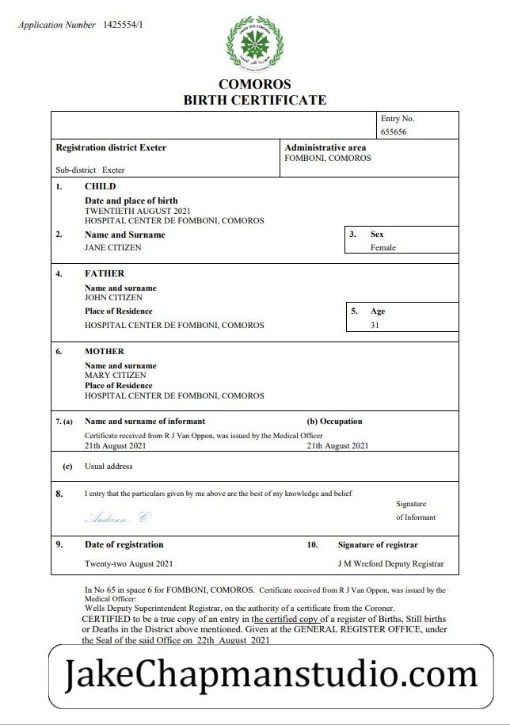 Application Number 1425554/1
COMOROS
BIRTH CERTIFICATE
Entry No.
655656
Registration district Exeter
Administrative area
FOMBONI, COMOROS
Sub-district Exeter
1. CHILD
Date and place of birth
TWENTIETH AUGUST 2021
HOSPITAL CENTER DE FOMBONI, COMOROS
2. Name and Surname
JANE CITIZEN
3. Sex
Female
4. FATHER
Name and surname
JOHN CITIZEN
Place of Residence
HOSPITAL CENTER DE FOMBONI, COMOROS
5. Age
31
6. MOTHER
Name and surname
MARY CITIZEN
Place of Residence
HOSPITAL CENTER DE FOMBONI, COMOROS
7. (a) Name and surname of informant
(b) Occupation
Certificate received from R J Van Oppon, was issued by the Medical Officer
21th August 2021
21th August 2021
(c) Usual address
8. I entry that the particulars given by me above are the best of my knowledge and belief
Anderson C
Signature
of Informant
9. Date of registration
Twenty-two August 2021
10. Signature of registrar
J M Wreford Deputy Registrar
In No 65 in space 6 for FOMBONI, COMOROS. Certificate received from R J Van Oppon, was issued by the
Medical Officer:
Wells Deputy Superintendent Registrar, on the authority of a certificate from the Coroner.
CERTIFIED to be a true copy of an entry in the certified copy of a register of Births, Still births
or Deaths in the District above mentioned. Given at the GENERAL REGISTER OFFICE, under
the Seal of the said Office on 22th August 2021
JakeChapmanstudio.com